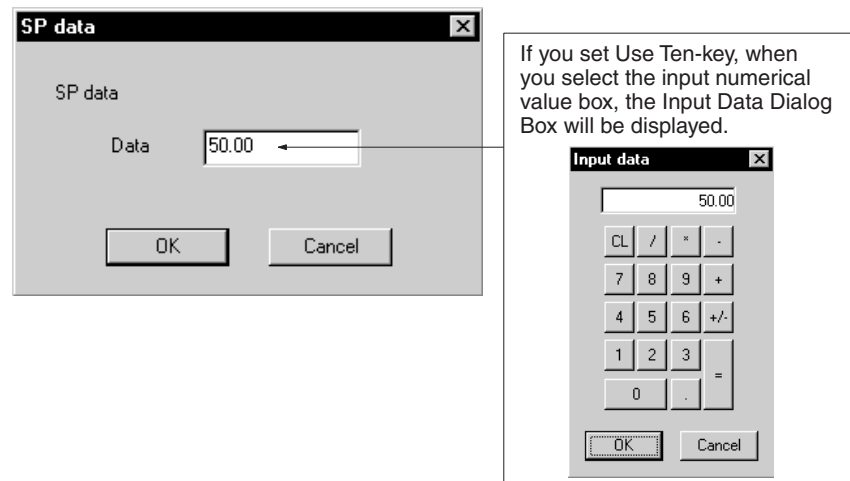 SP data
SP data
Data 50.00
OK Cancel
If you set Use Ten-key, when
you select the input numerical
value box, the Input Data Dialog
Box will be displayed.
Input data
50.00
CL / * -
7 8 9 +
4 5 6 +/-
1 2 3
=
0 .
OK Cancel